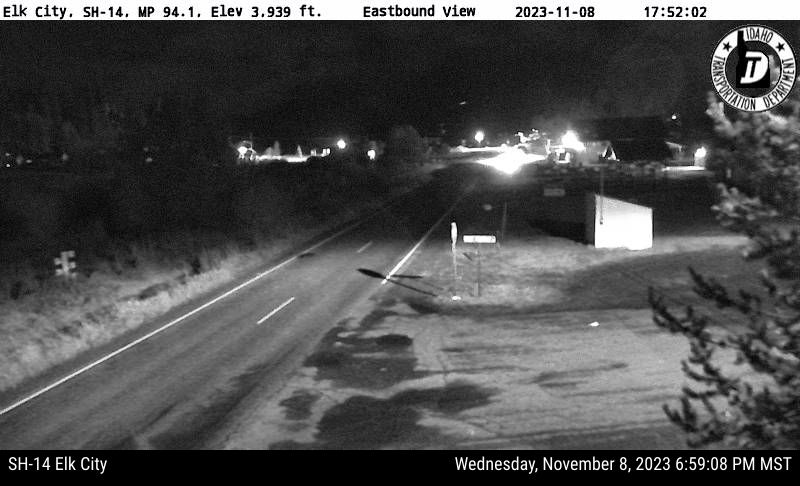 Elk City, SH-14, MP 94.1, Elev 3,939 ft. Eastbound View 2023-11-08 17:52:02
IDAHO
TRANSPORTATION DEPARTMENT
SH-14 Elk City Wednesday, November 8, 2023 6:59:08 PM MST